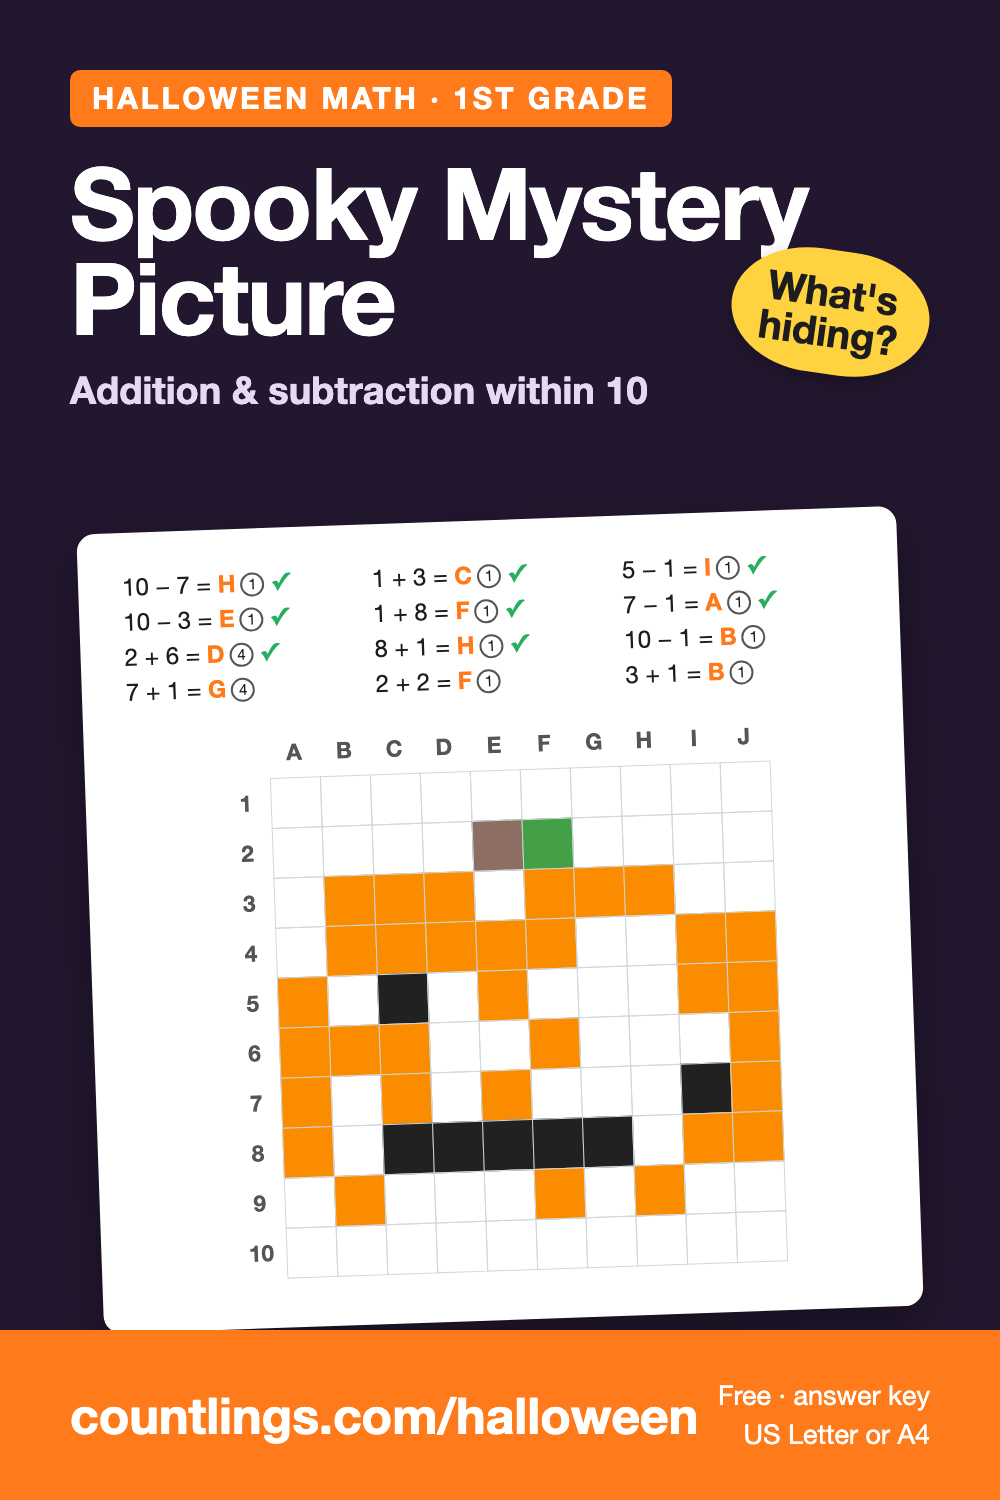 HALLOWEEN MATH · 1ST GRADE
Spooky Mystery
Picture
What's
hiding?
Addition & subtraction within 10
10 – 7 = H 1 ✓
10 – 3 = E 1 ✓
2 + 6 = D 4 ✓
7 + 1 = G 4
1 + 3 = C 1 ✓
1 + 8 = F 1 ✓
8 + 1 = H 1 ✓
2 + 2 = F 1
5 – 1 = I 1 ✓
7 – 1 = A 1 ✓
10 – 1 = B 1
3 + 1 = B 1
A B C D E F G H I J
1
2
3
4
5
6
7
8
9
10
countlings.com/halloween
Free · answer key
US Letter or A4